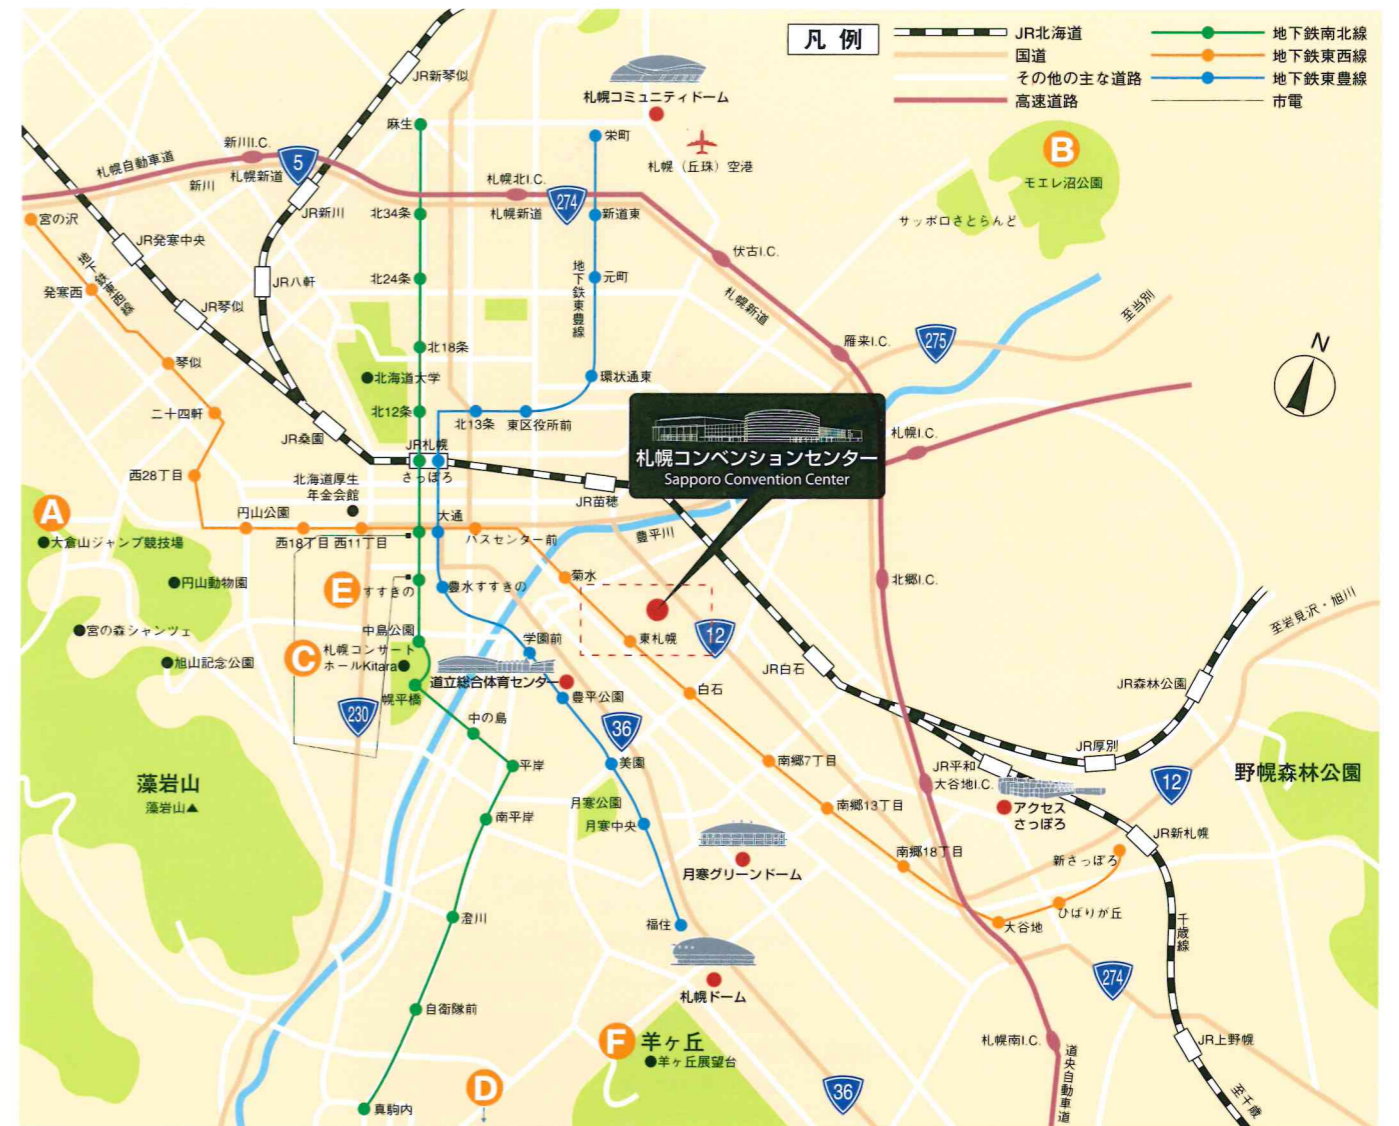 凡 例
JR北海道
国道
その他の主な道路
高速道路
地下鉄南北線
地下鉄東西線
地下鉄東豊線
市電
JR新琴似
札幌コミュニティドーム
麻生
栄町
札幌(丘珠)空港
B
モエレ沼公園
サッポロさとらんど
新川I.C.
5
札幌自動車道
新川
札幌新道
札幌北I.C.
274
札幌新道
JR新川
北34条
新道東
宮の沢
JR発寒中央
地下鉄東西線
伏古I.C.
発寒西
JR八軒
北24条
地下鉄東豊線
元町
札幌新道
至当別
JR琴似
雁来I.C.
275
N
琴似
北18条
北海道大学
環状通東
二十四軒
JR桑園
北12条
北13条
東区役所前
札幌I.C.
JR札幌
さっぽろ
札幌コンベンションセンター
Sapporo Convention Center
西28丁目
北海道厚生
年金会館
JR苗穂
A
大倉山ジャンプ競技場
円山公園
西18丁目
西11丁目
大通
バスセンター前
豊平川
円山動物園
E
すすきの
豊水すすきの
菊水
北郷I.C.
宮の森シャンツェ
旭山記念公園
中島公園
C
札幌コンサート
ホールKitara
学園前
東札幌
12
至岩見沢・旭川
道立総合体育センター
幌平橋
豊平公園
白石
JR白石
JR森林公園
230
中の島
36
平岸
美園
南郷7丁目
JR厚別
JR平和
大谷地I.C.
12
野幌森林公園
藻岩山
藻岩山▲
南平岸
月寒公園
月寒中央
南郷13丁目
アクセス
さっぽろ
JR新札幌
月寒グリーンドーム
南郷18丁目
新さっぽろ
澄川
福住
ひばりが丘
大谷地
千歳線
札幌ドーム
274
自衛隊前
F
羊ヶ丘
羊ヶ丘展望台
札幌南I.C.
道央自動車道
JR上野幌
D
36
真駒内
至千歳